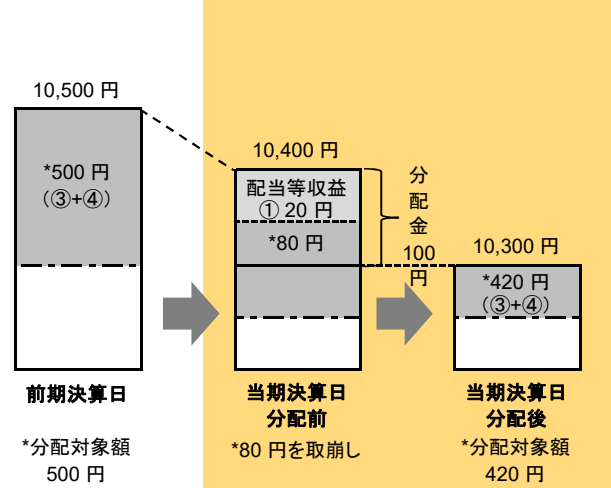 10,500 円
*500 円
(③+④)
前期決算日
*分配対象額
500 円
10,400 円
配当等収益
① 20 円
*80 円
分配金
100
円
当期決算日
分配前
*80 円を取崩し
10,300 円
*420 円
(③+④)
当期決算日
分配後
*分配対象額
420 円